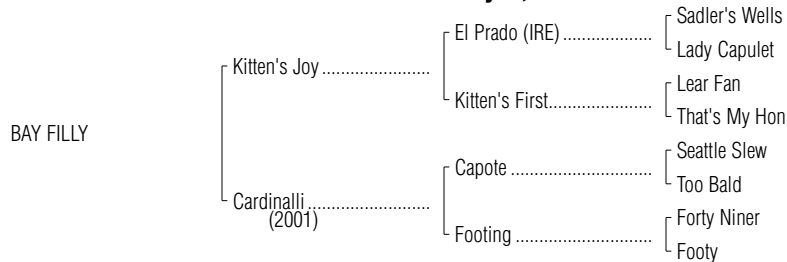 Sadler's Wells
El Prado (IRE) ....................
Lady Capulet
Kitten's Joy ........................
Lear Fan
Kitten's First.......................
That's My Hon
BAY FILLY
Seattle Slew
Capote ...............................
Too Bald
Cardinalli ...........................
(2001)
Forty Niner
Footing ..............................
Footy